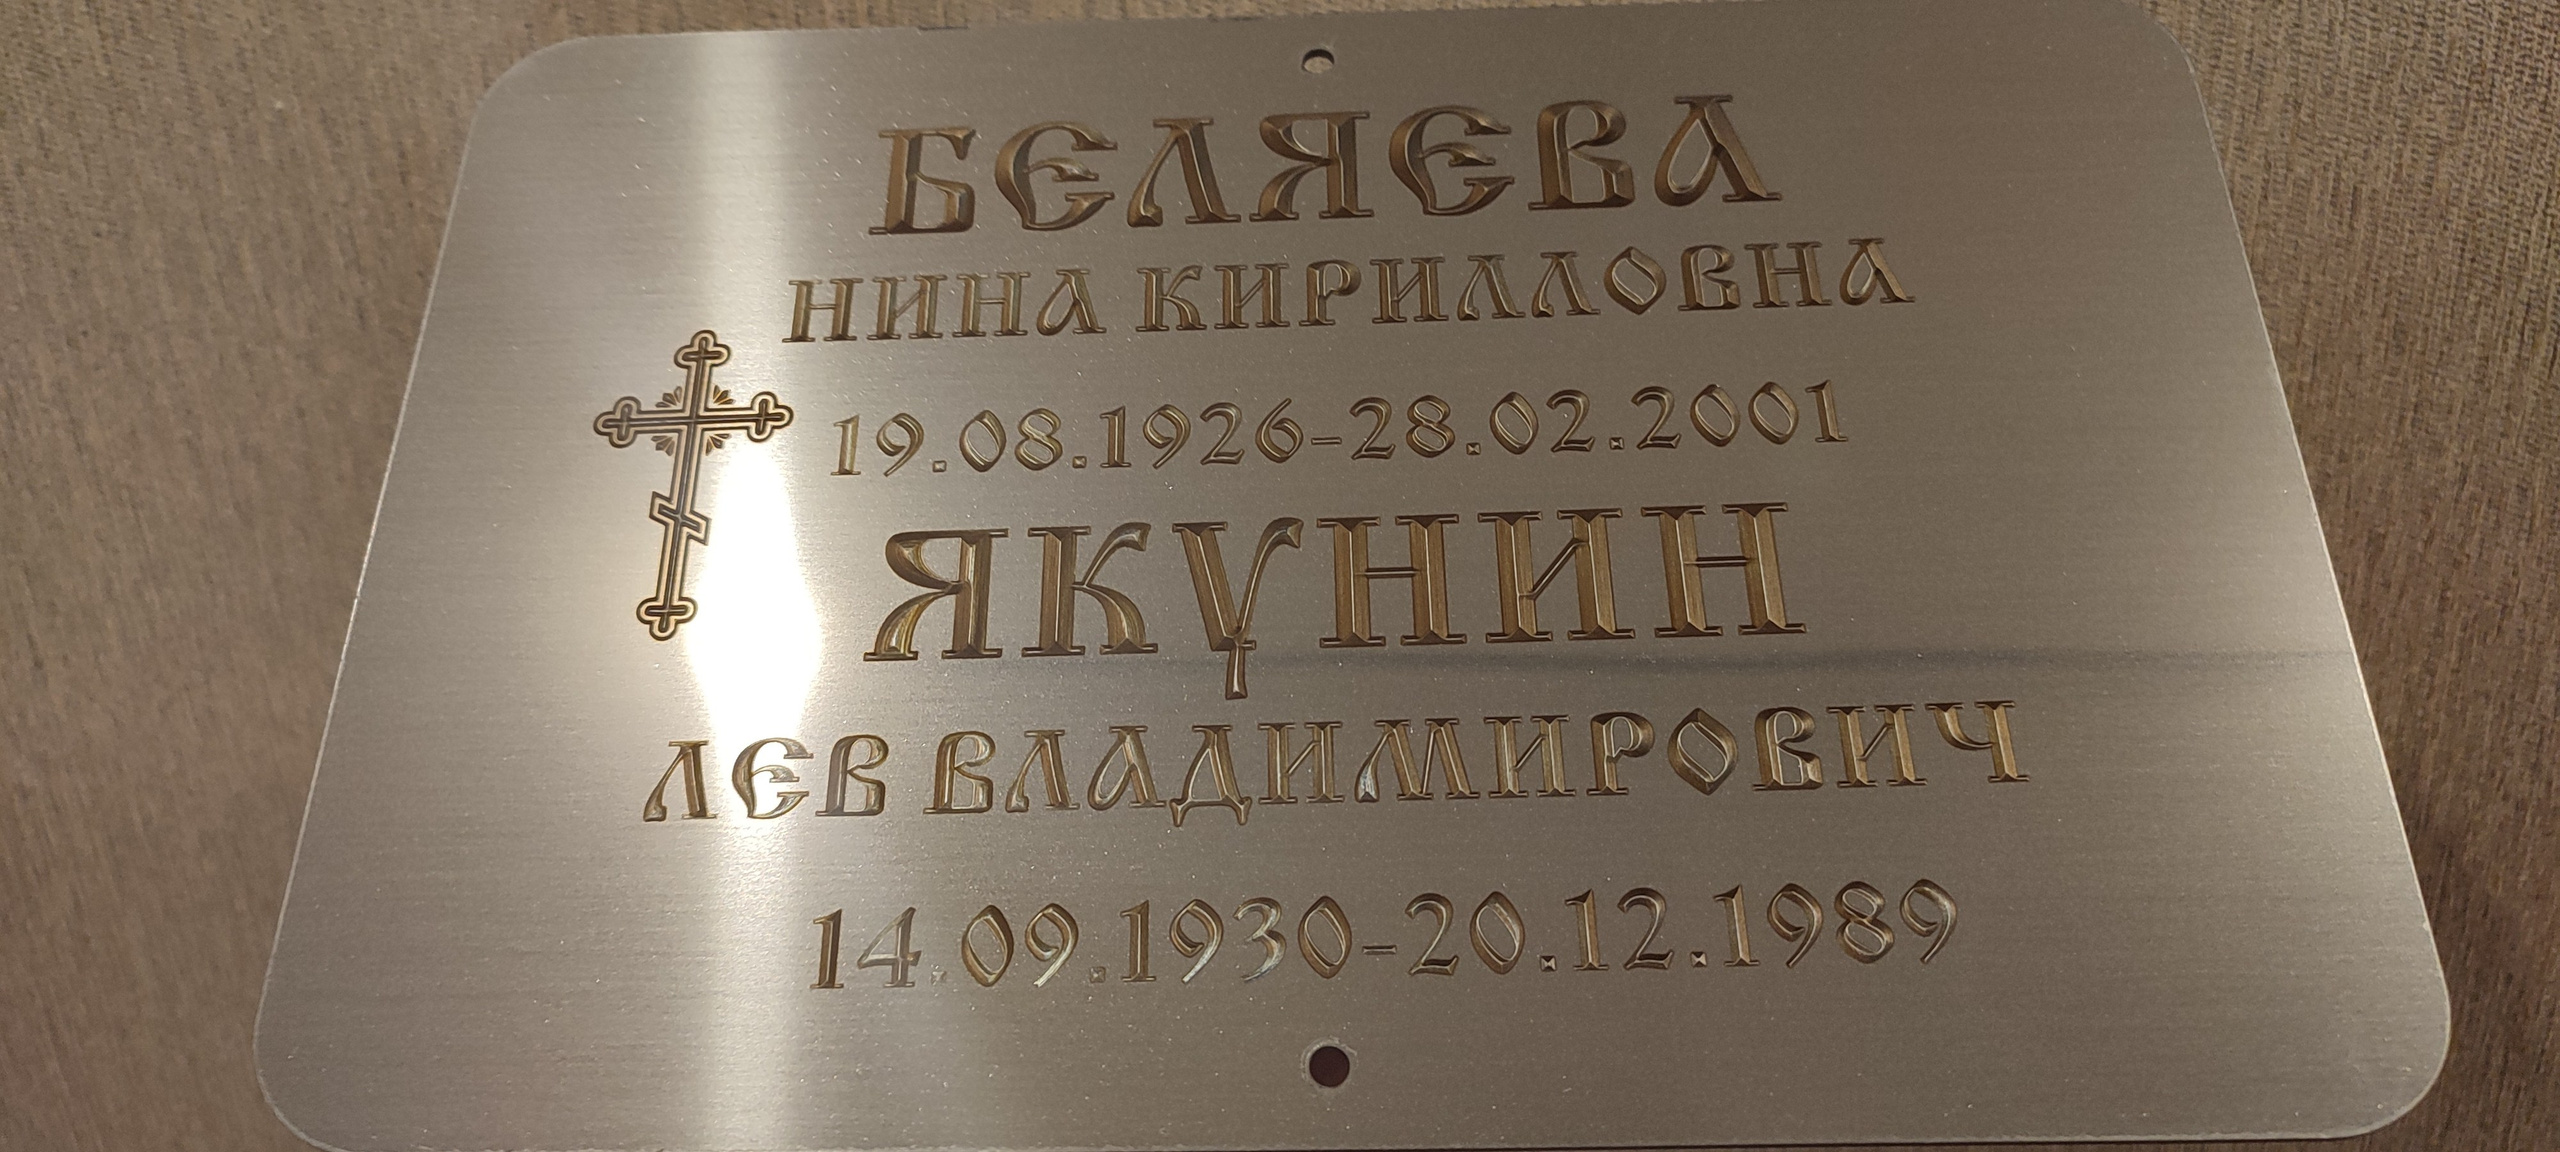 БЕЛЯЕВА
НИНА КИРИЛЛОВНА
19.08.1926-28.02.2001
ЯКУНИН
ЛЕВ ВЛАДИМИРОВИЧ
14.09.1930-20.12.1989